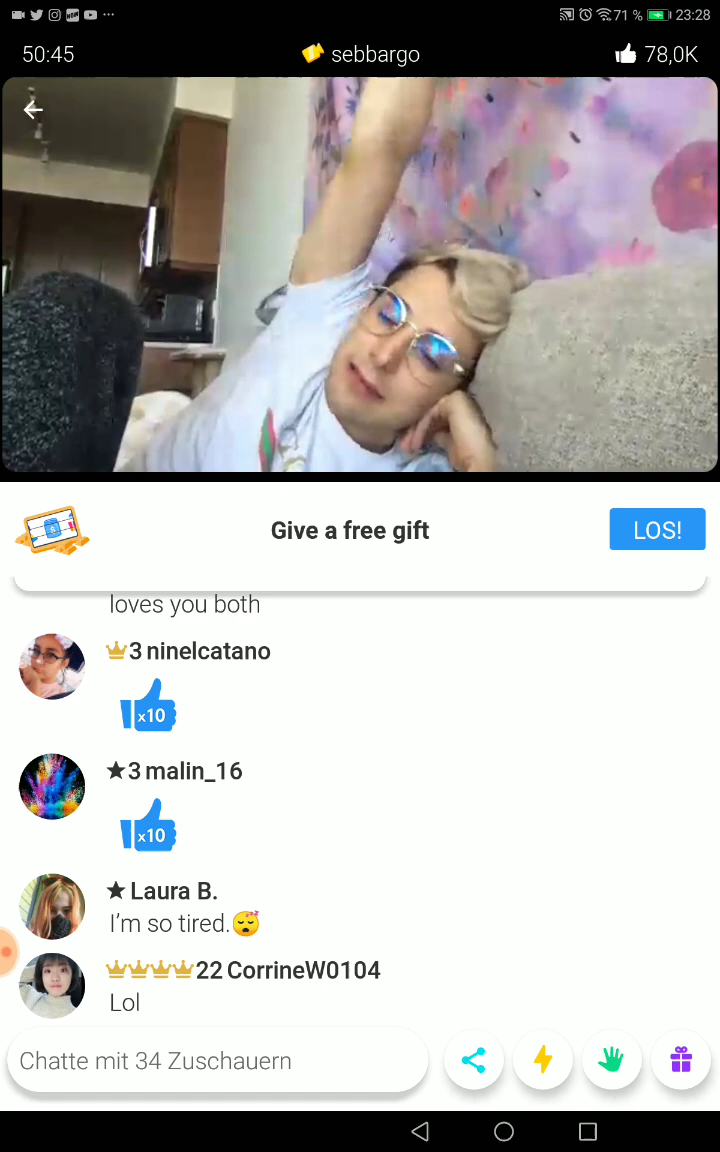 71 % 23:28
50:45 sebbargo 78,0K
Give a free gift LOS!
loves you both
3 ninelcatano
x10
★3 malin_16
x10
★ Laura B.
I'm so tired.😴
22 CorrineW0104
Lol
Chatte mit 34 Zuschauern